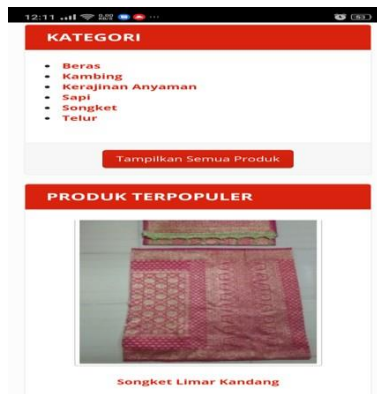 12:11
KATEGORI
Beras
Kambing
Kerajinan Anyaman
Sapi
Songket
Telur
Tampilkan Semua Produk
PRODUK TERPOPULER
Songket Limar Kandang